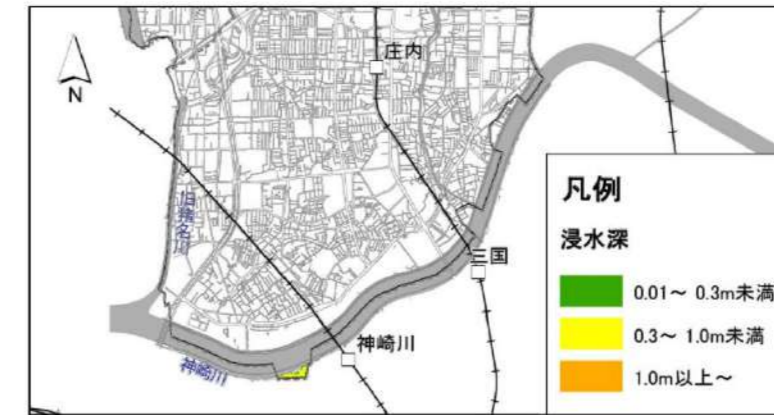 庄内
N
旧猪名川
三国
神崎川
神崎川
凡例
浸水深
0.01～ 0.3m未満
0.3～ 1.0m未満
1.0m以上～